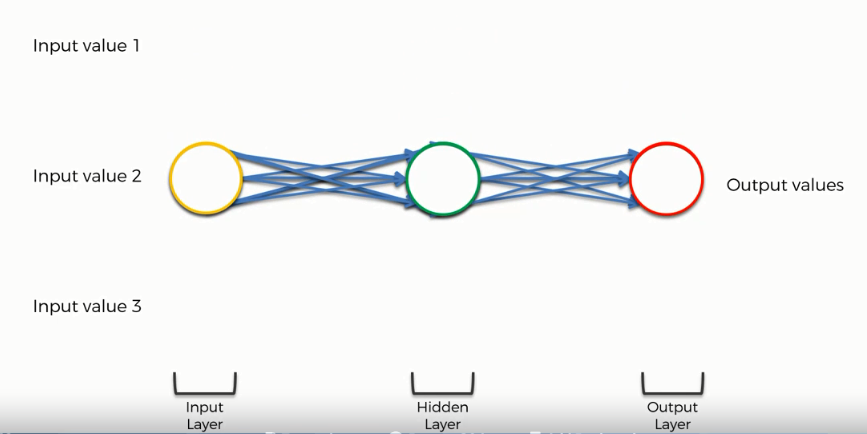 Input value 1
Input value 2
Output values
Input value 3
Input
Layer
Hidden
Layer
Output
Layer